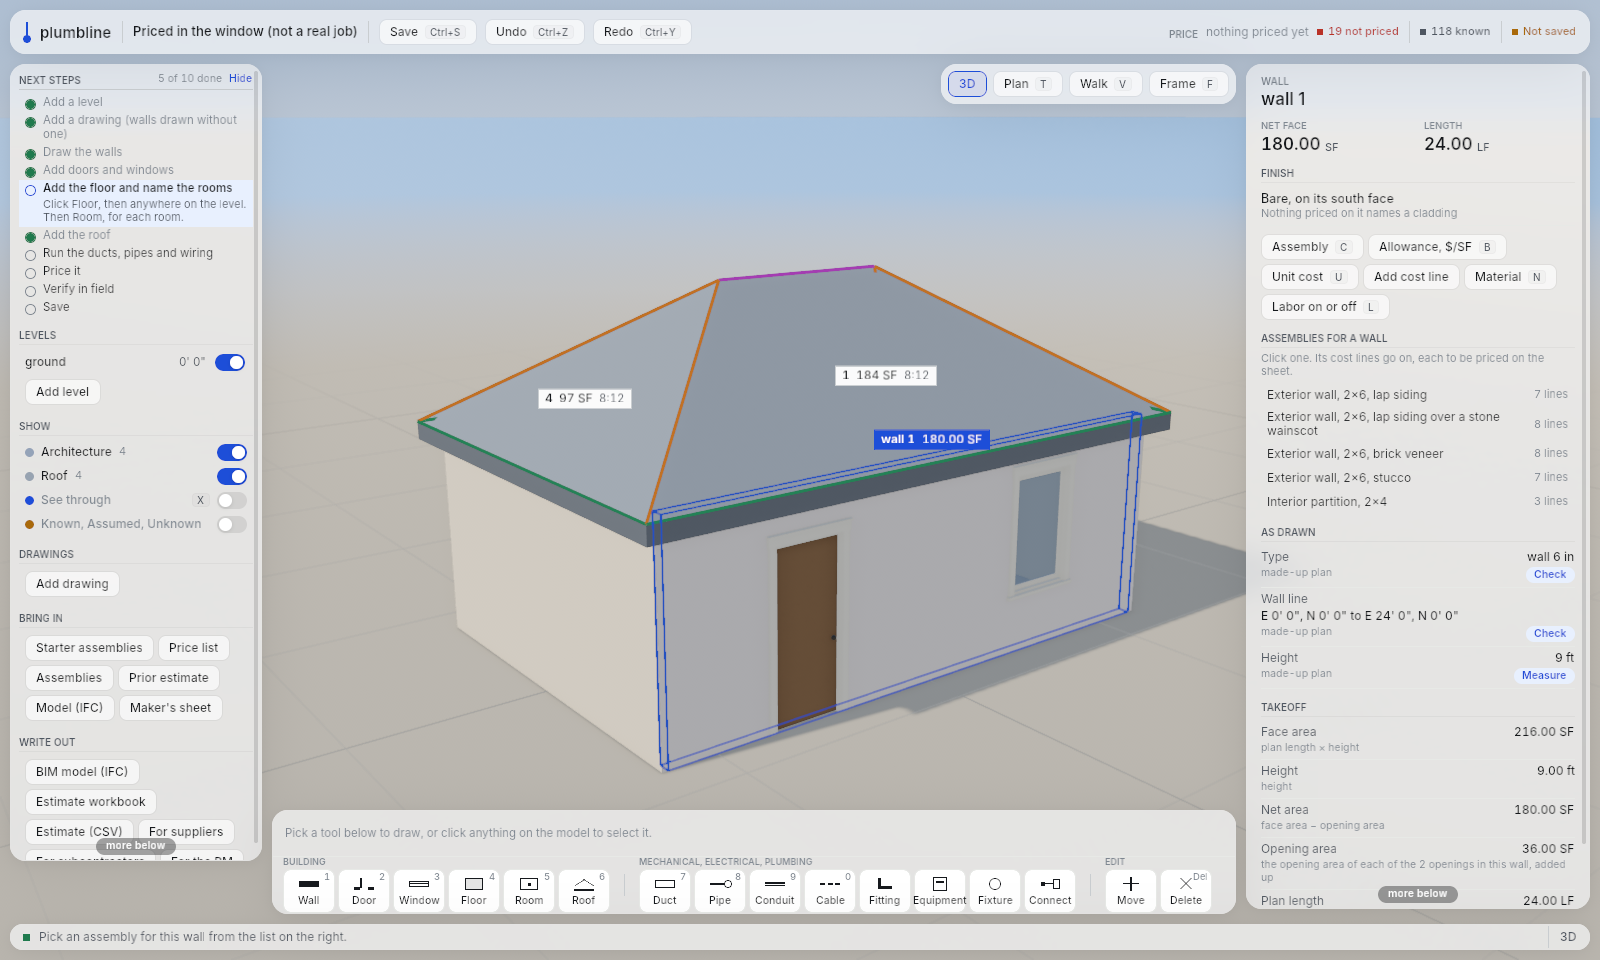 plumbline
Priced in the window (not a real job)
Save Ctrl+S
Undo Ctrl+Z
Redo Ctrl+Y
PRICE nothing priced yet
19 not priced
118 known
Not saved
NEXT STEPS
5 of 10 done Hide
Add a level
Add a drawing (walls drawn without
one)
Draw the walls
Add doors and windows
Add the floor and name the rooms
Click Floor, then anywhere on the level.
Then Room, for each room.
Add the roof
Run the ducts, pipes and wiring
Price it
Verify in field
Save
LEVELS
ground 0' 0"
Add level
SHOW
Architecture 4
Roof 4
See through X
Known, Assumed, Unknown
DRAWINGS
Add drawing
BRING IN
Starter assemblies Price list
Assemblies Prior estimate
Model (IFC) Maker's sheet
WRITE OUT
BIM model (IFC)
Estimate workbook
Estimate (CSV) For suppliers
more below
For subcontractors For the PM
3D
Plan T
Walk V
Frame F
4 97 SF 8:12
1 184 SF 8:12
wall 1 180.00 SF
Pick a tool below to draw, or click anything on the model to select it.
BUILDING
1 Wall
2 Door
3 Window
4 Floor
5 Room
6 Roof
MECHANICAL, ELECTRICAL, PLUMBING
7 Duct
8 Pipe
9 Conduit
0 Cable
Fitting
Equipment
Fixture
Connect
EDIT
Move
Del Delete
WALL
wall 1
NET FACE LENGTH
180.00 SF 24.00 LF
FINISH
Bare, on its south face
Nothing priced on it names a cladding
Assembly C Allowance, $/SF B
Unit cost U Add cost line Material N
Labor on or off L
ASSEMBLIES FOR A WALL
Click one. Its cost lines go on, each to be priced on the
sheet.
Exterior wall, 2×6, lap siding 7 lines
Exterior wall, 2×6, lap siding over a stone
wainscot 8 lines
Exterior wall, 2×6, brick veneer 8 lines
Exterior wall, 2×6, stucco 7 lines
Interior partition, 2×4 3 lines
AS DRAWN
Type wall 6 in
made-up plan Check
Wall line
E 0' 0", N 0' 0" to E 24' 0", N 0' 0"
made-up plan Check
Height 9 ft
made-up plan Measure
TAKEOFF
Face area 216.00 SF
plan length × height
Height 9.00 ft
height
Net area 180.00 SF
face area − opening area
Opening area 36.00 SF
the opening area of each of the 2 openings in this wall, added
up
more below
Plan length 24.00 LF
Pick an assembly for this wall from the list on the right.
3D